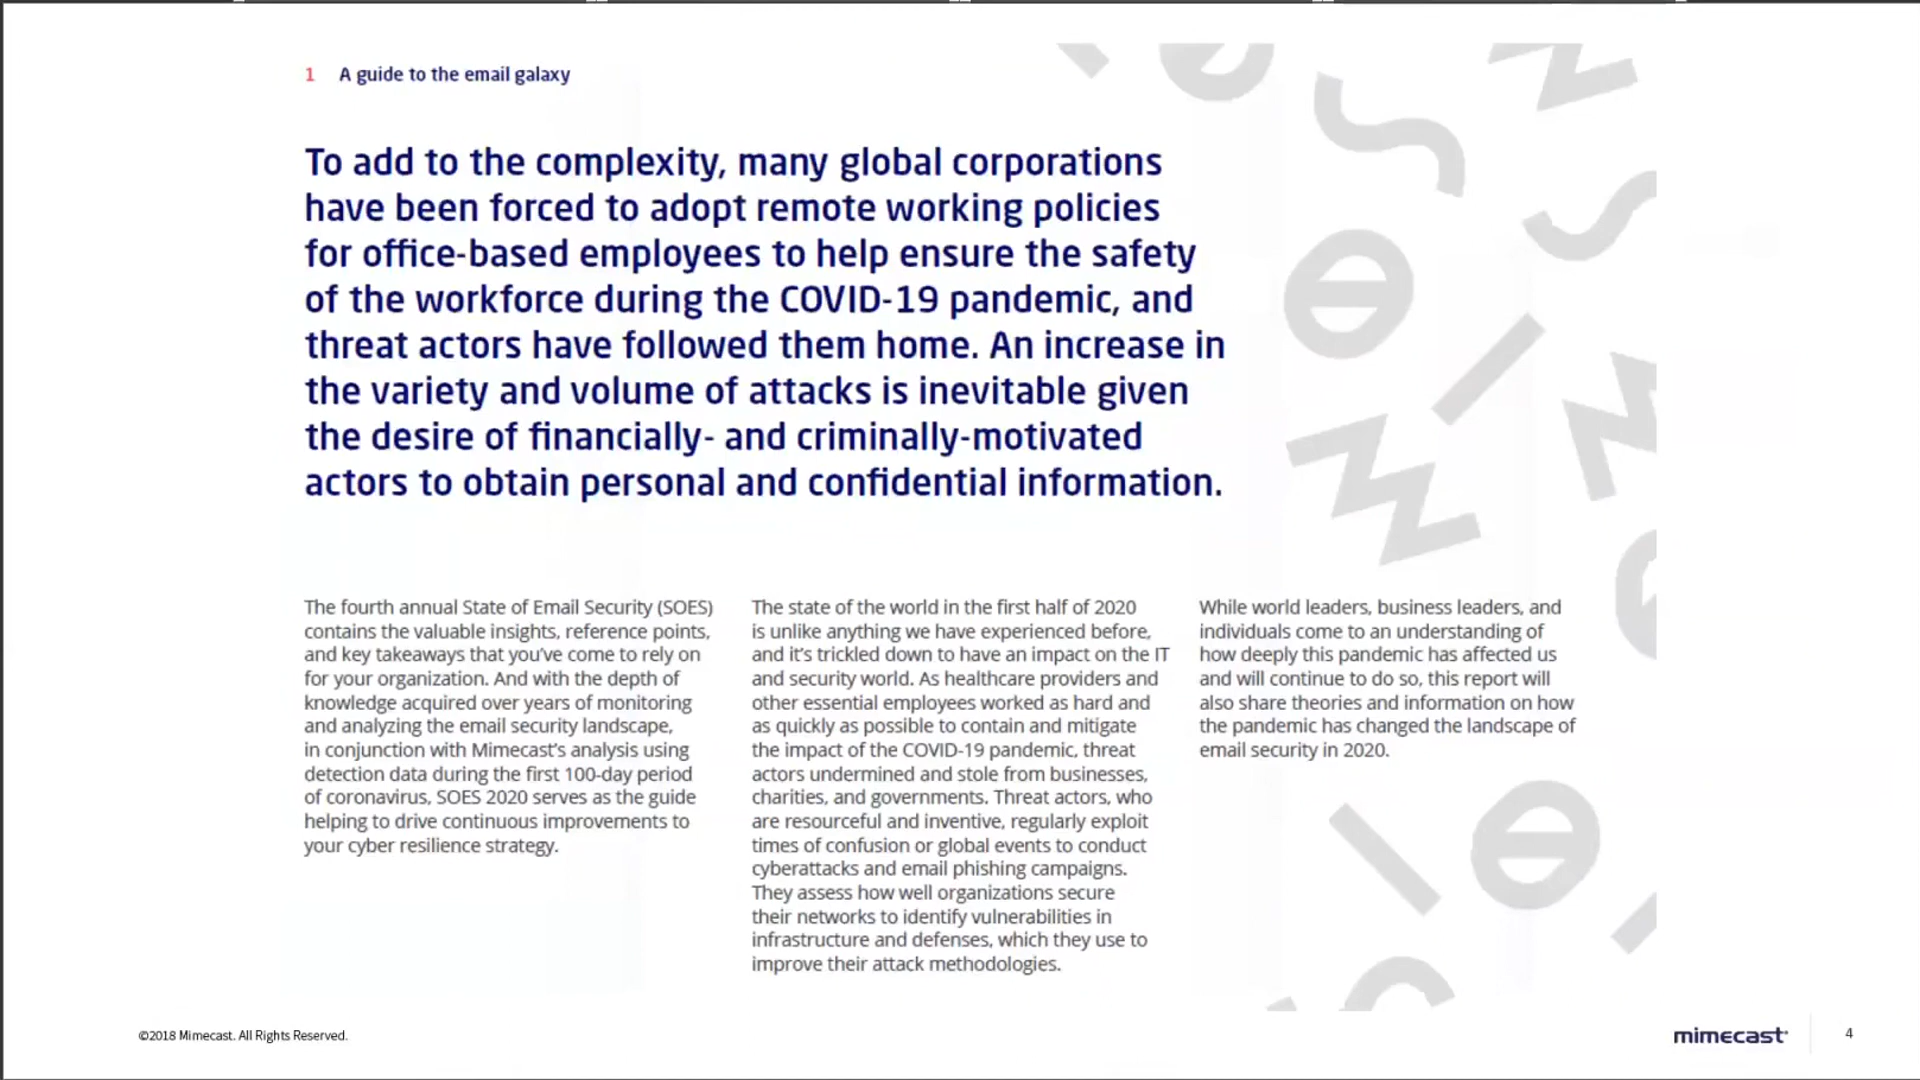 1 A guide to the email galaxy
To add to the complexity, many global corporations
have been forced to adopt remote working policies
for office-based employees to help ensure the safety
of the workforce during the COVID-19 pandemic, and
threat actors have followed them home. An increase in
the variety and volume of attacks is inevitable given
the desire of financially- and criminally-motivated
actors to obtain personal and confidential information.
The fourth annual State of Email Security (SOES)
contains the valuable insights, reference points,
and key takeaways that you've come to rely on
for your organization. And with the depth of
knowledge acquired over years of monitoring
and analyzing the email security landscape,
in conjunction with Mimecast's analysis using
detection data during the first 100-day period
of coronavirus, SOES 2020 serves as the guide
helping to drive continuous improvements to
your cyber resilience strategy.
The state of the world in the first half of 2020
is unlike anything we have experienced before,
and it's trickled down to have an impact on the IT
and security world. As healthcare providers and
other essential employees worked as hard and
as quickly as possible to contain and mitigate
the impact of the COVID-19 pandemic, threat
actors undermined and stole from businesses,
charities, and governments. Threat actors, who
are resourceful and inventive, regularly exploit
times of confusion or global events to conduct
cyberattacks and email phishing campaigns.
They assess how well organizations secure
their networks to identify vulnerabilities in
infrastructure and defenses, which they use to
improve their attack methodologies.
While world leaders, business leaders, and
individuals come to an understanding of
how deeply this pandemic has affected us
and will continue to do so, this report will
also share theories and information on how
the pandemic has changed the landscape of
email security in 2020.
©2018 Mimecast. All Rights Reserved.
mimecast
4